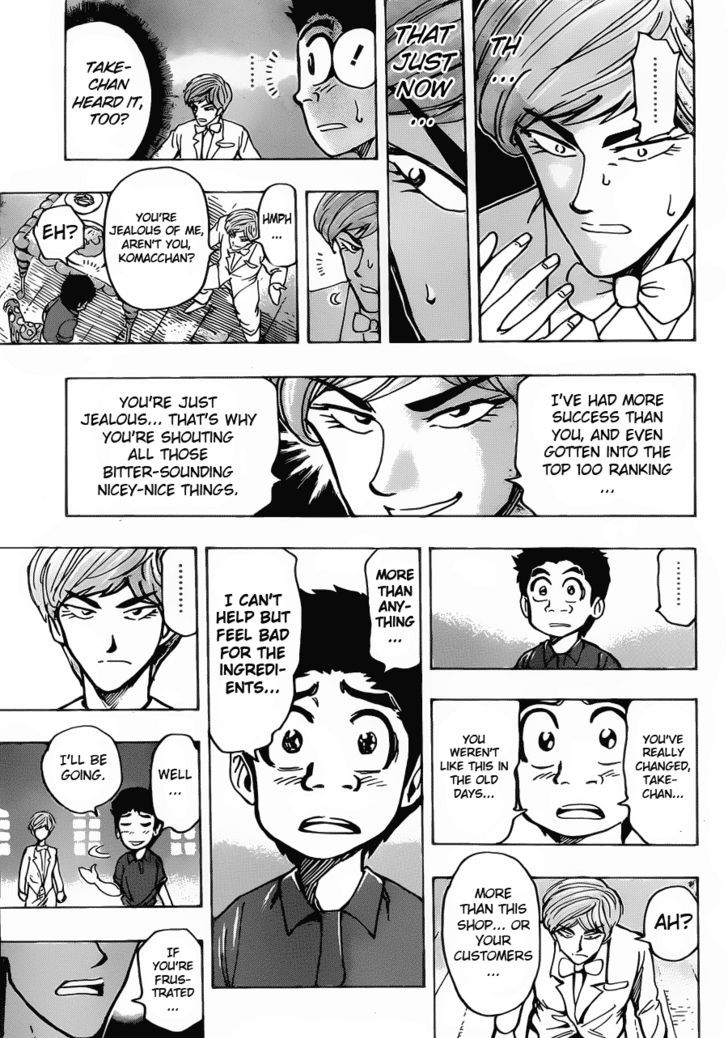 .........
TH
...
THAT
JUST
NOW
...
!
......
TAKE-
CHAN
HEARD IT,
TOO?
HMPH
...
YOU'RE
JEALOUS OF ME,
AREN'T YOU,
KOMACCHAN?
EH?
I'VE HAD MORE
SUCCESS THAN
YOU, AND EVEN
GOTTEN INTO THE
TOP 100 RANKING
...
YOU'RE JUST
JEALOUS... THAT'S WHY
YOU'RE SHOUTING
ALL THOSE
BITTER-SOUNDING
NICEY-NICE THINGS.
.........
YOU'VE
REALLY
CHANGED,
TAKE-
CHAN...
YOU
WEREN'T
LIKE THIS IN
THE OLD
DAYS...
AH?
MORE
THAN THIS
SHOP... OR
YOUR
CUSTOMERS
...
MORE
THAN
ANY-
THING
...
I CAN'T
HELP BUT
FEEL BAD
FOR THE
INGREDI-
ENTS...
.........
WELL
...
I'LL BE
GOING.
IF
YOU'RE
FRUS-
TRATED
...